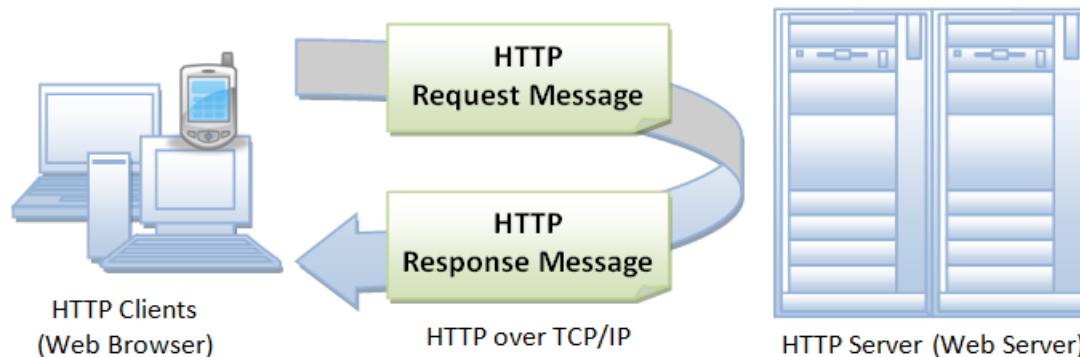 HTTP
Request Message
HTTP
Response Message
HTTP Clients
(Web Browser)
HTTP over TCP/IP
HTTP Server (Web Server)